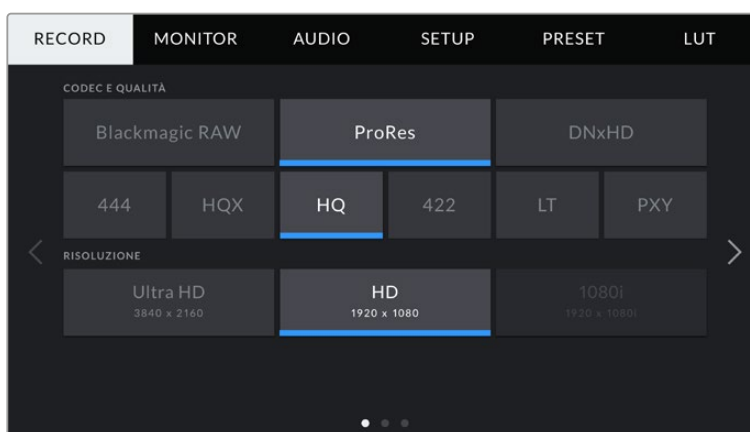 RECORD MONITOR AUDIO SETUP PRESET LUT
CODEC E QUALITÀ
Blackmagic RAW ProRes DNxHD
444 HQX HQ 422 LT PXY
RISOLUZIONE
Ultra HD HD 1080i
3840 x 2160 1920 x 1080 1920 x 1080i